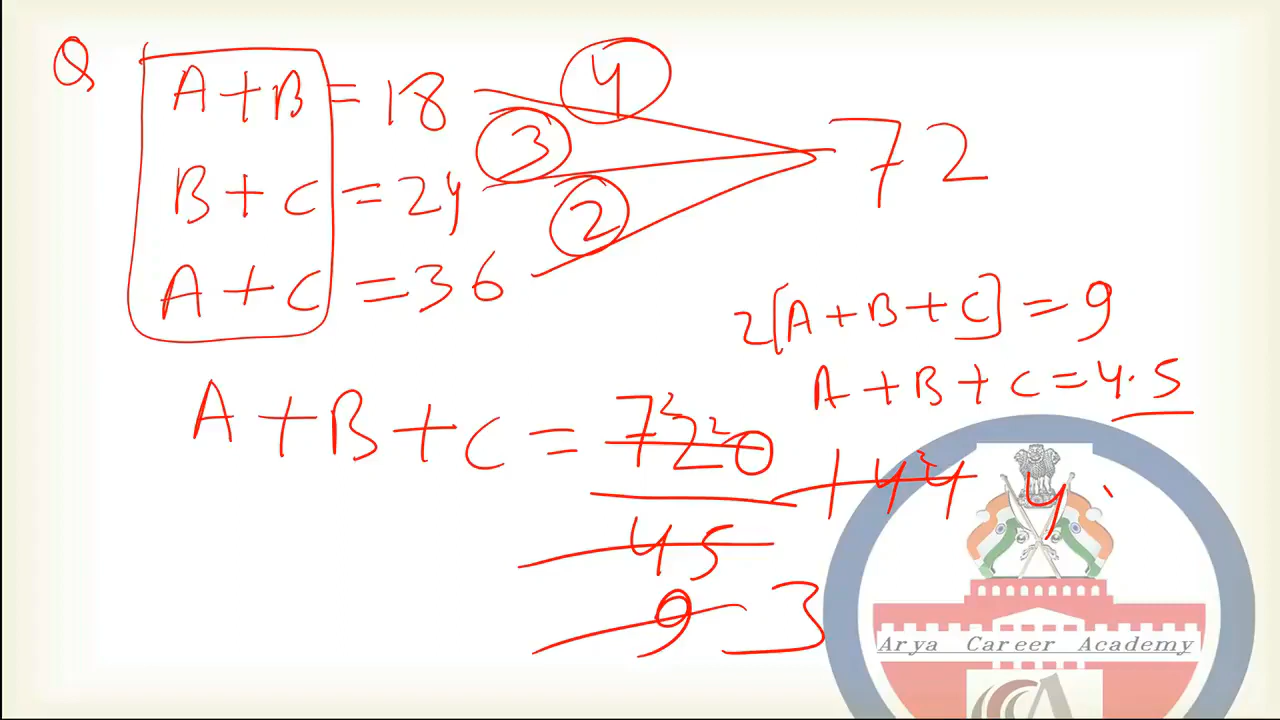 Q
A+B = 18
4
B+C = 24
3
A+C = 36
2
72
2[A+B+C] = 9
A+B+C = 4.5
A+B+C = 720
144
4.
45
9
3
Arya Career Academy